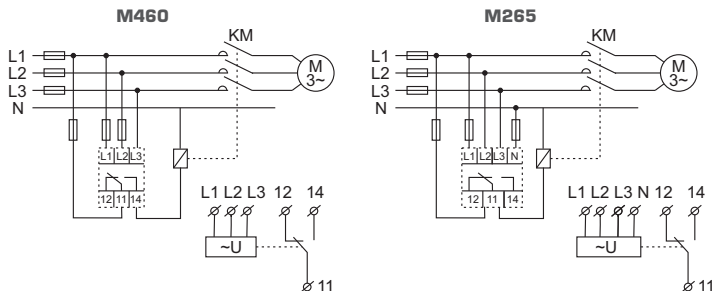 M460
KM
L1
L2
L3
N
M
3~
L1 L2 L3
12 11 14
L1 L2 L3 12 14
~U
11
M265
KM
L1
L2
L3
N
M
3~
L1 L2 L3 N
12 11 14
L1 L2 L3 N 12 14
~U
11